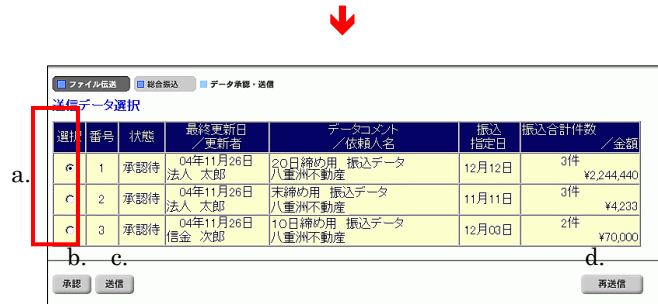 ファイル伝送 総合振込 データ承認・送信
送信データ選択
選択 番号 状態 最終更新日 データコメント 振込 振込合計件数
／更新者 ／依頼人名 指定日 ／金額
a.
1 承認待 04年11月26日 20日締め用 振込データ 12月12日 3件
法人 太郎 八重洲不動産 ¥2,244,440
2 承認待 04年11月26日 末締め用 振込データ 11月11日 3件
法人 太郎 八重洲不動産 ¥4,233
3 承認待 04年11月26日 10日締め用 振込データ 12月03日 2件
信金 次郎 八重洲不動産 ¥70,000
b. c. d.
承認 送信 再送信